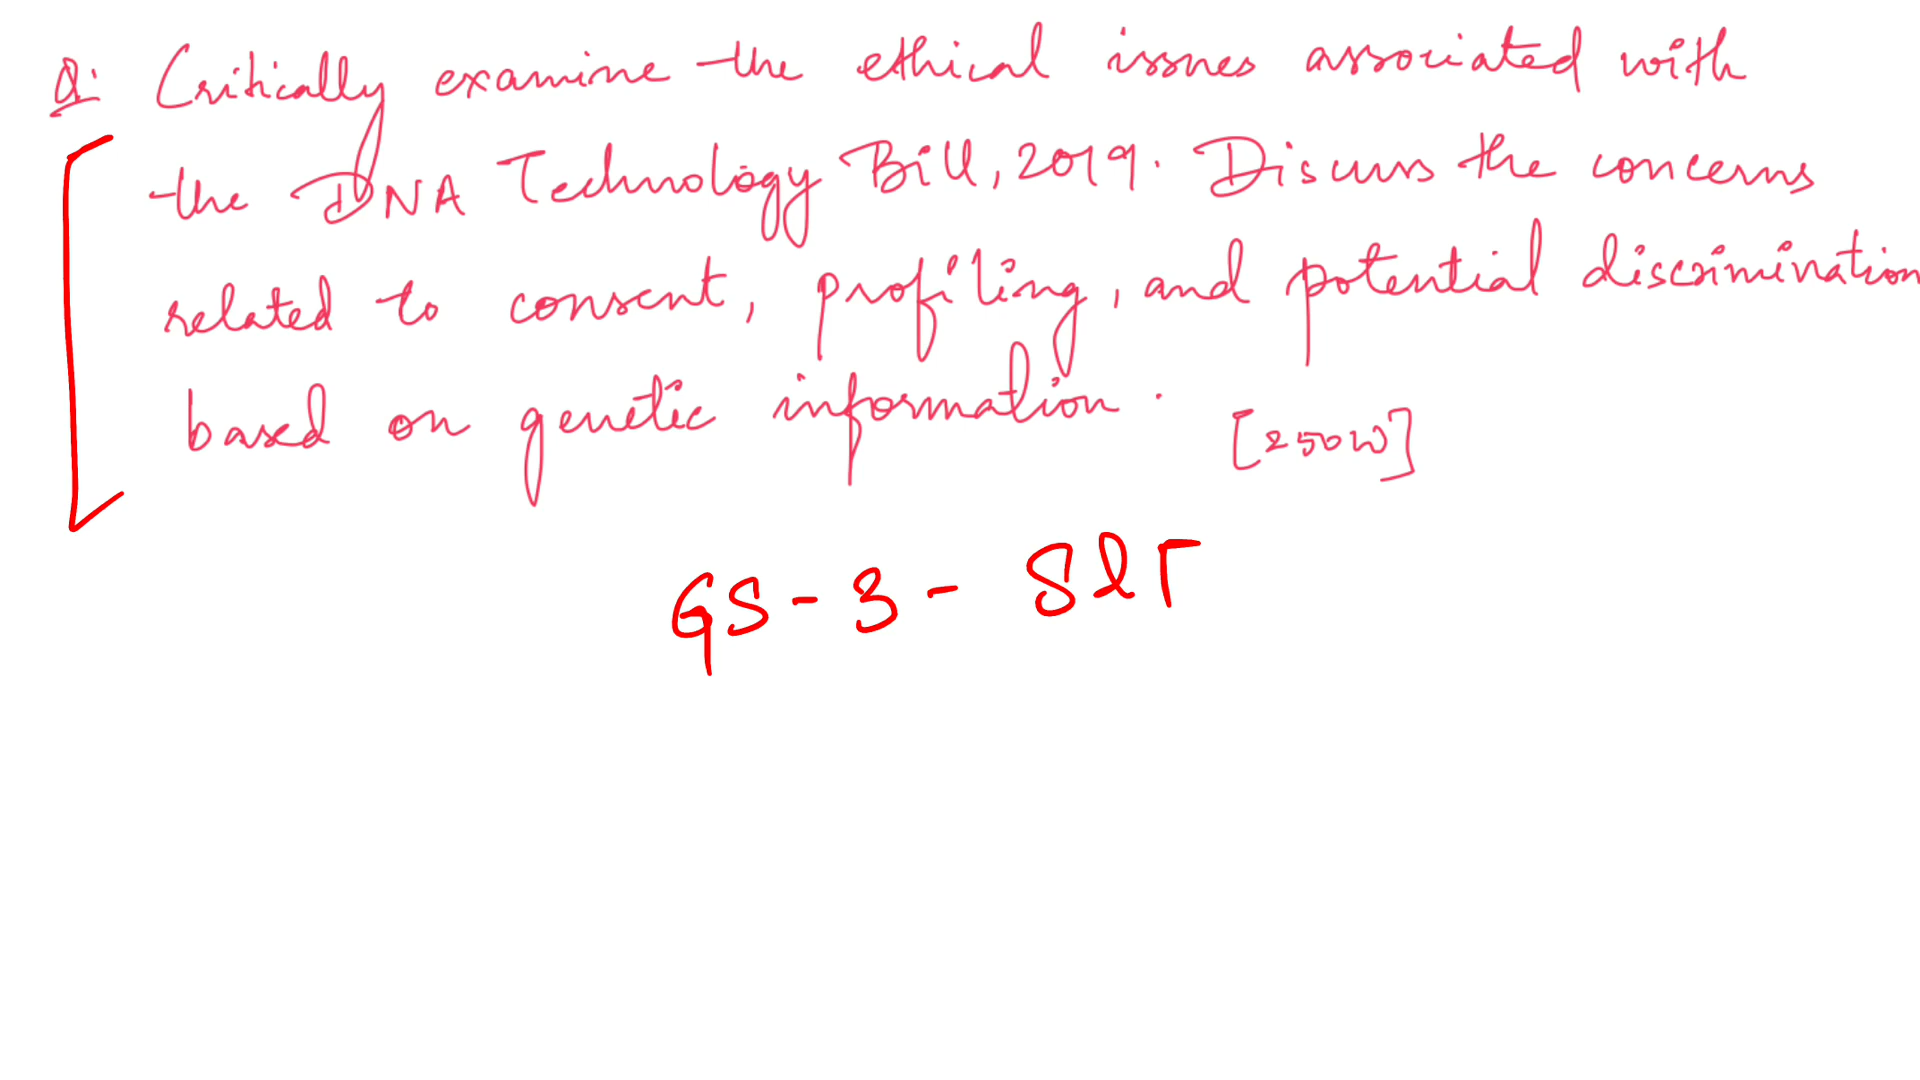 Q: Critically examine the ethical issues associated with
the DNA Technology Bill, 2019. Discuss the concerns
related to consent, profiling, and potential discrimination
based on genetic information. [250W]
GS-3- S&T